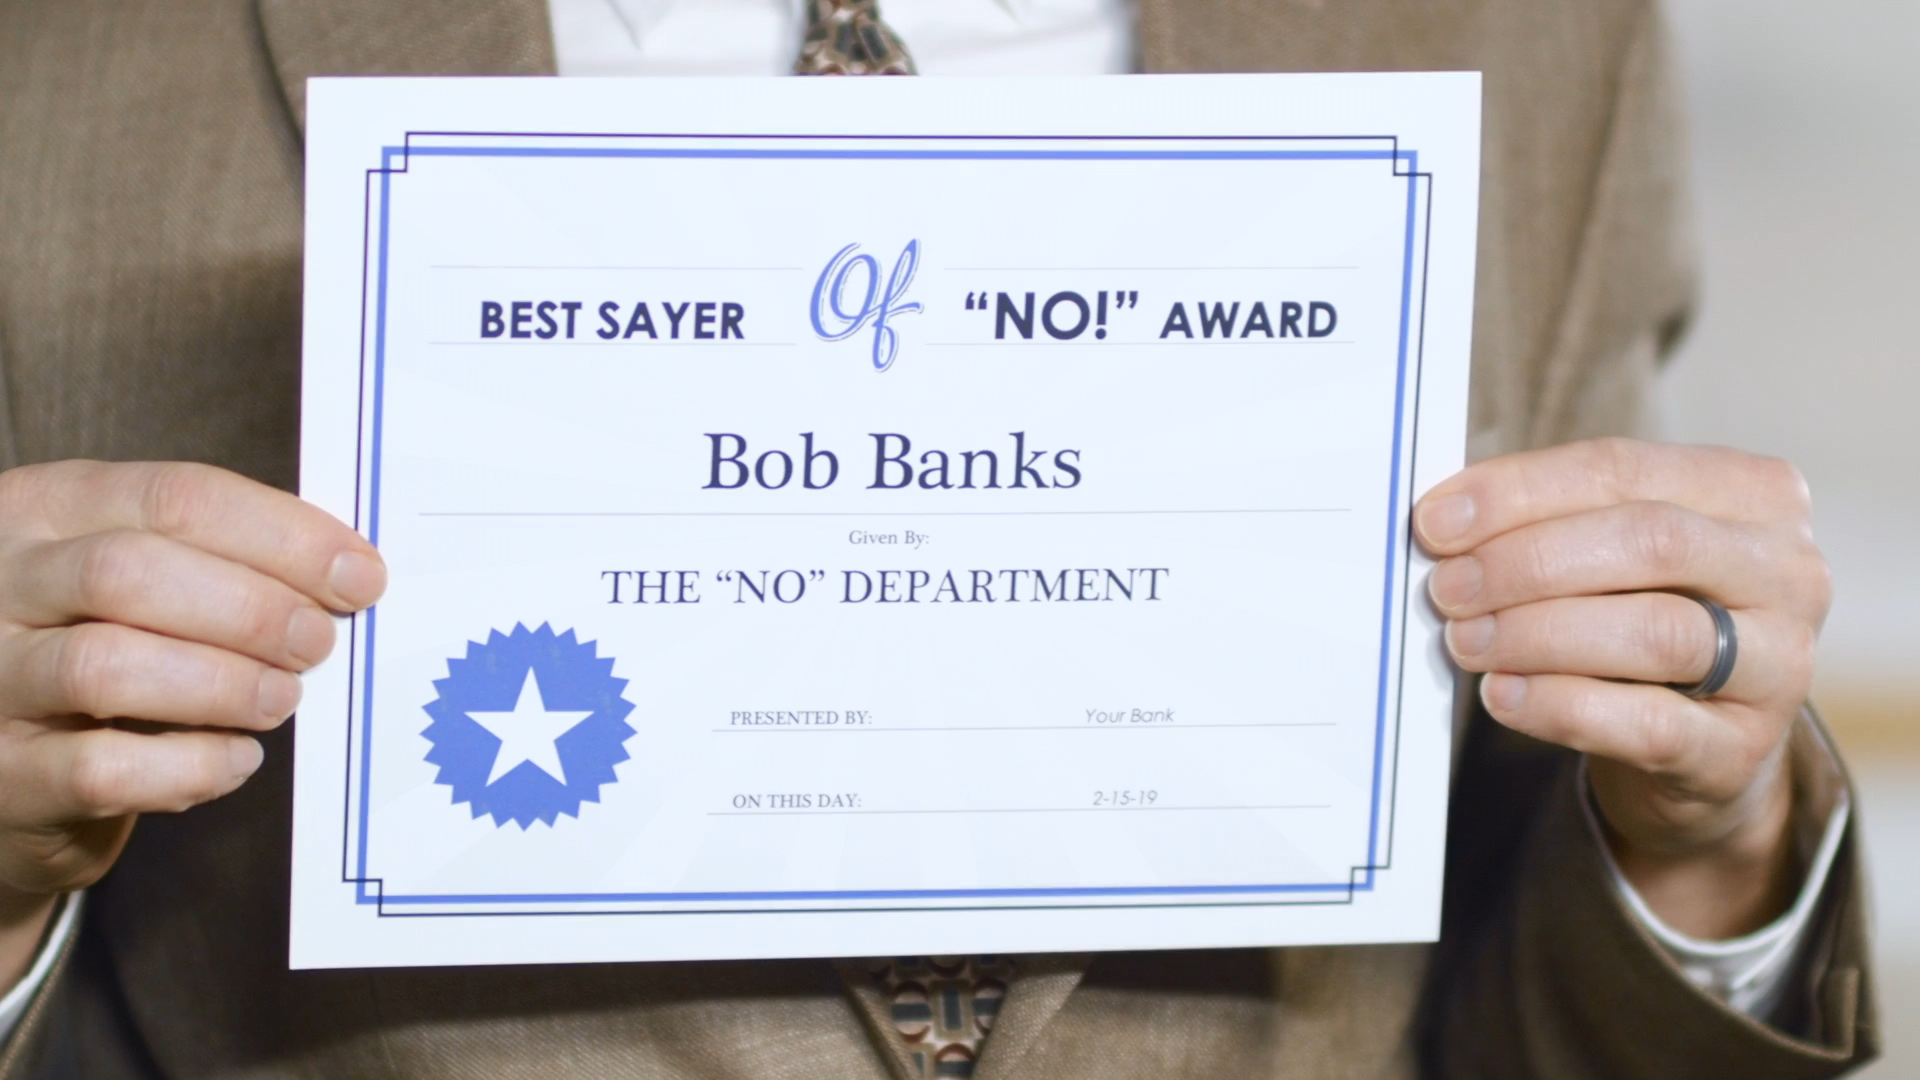 BEST SAYER Of “NO!” AWARD
Bob Banks
Given By:
THE “NO” DEPARTMENT
PRESENTED BY: Your Bank
ON THIS DAY: 2-15-19